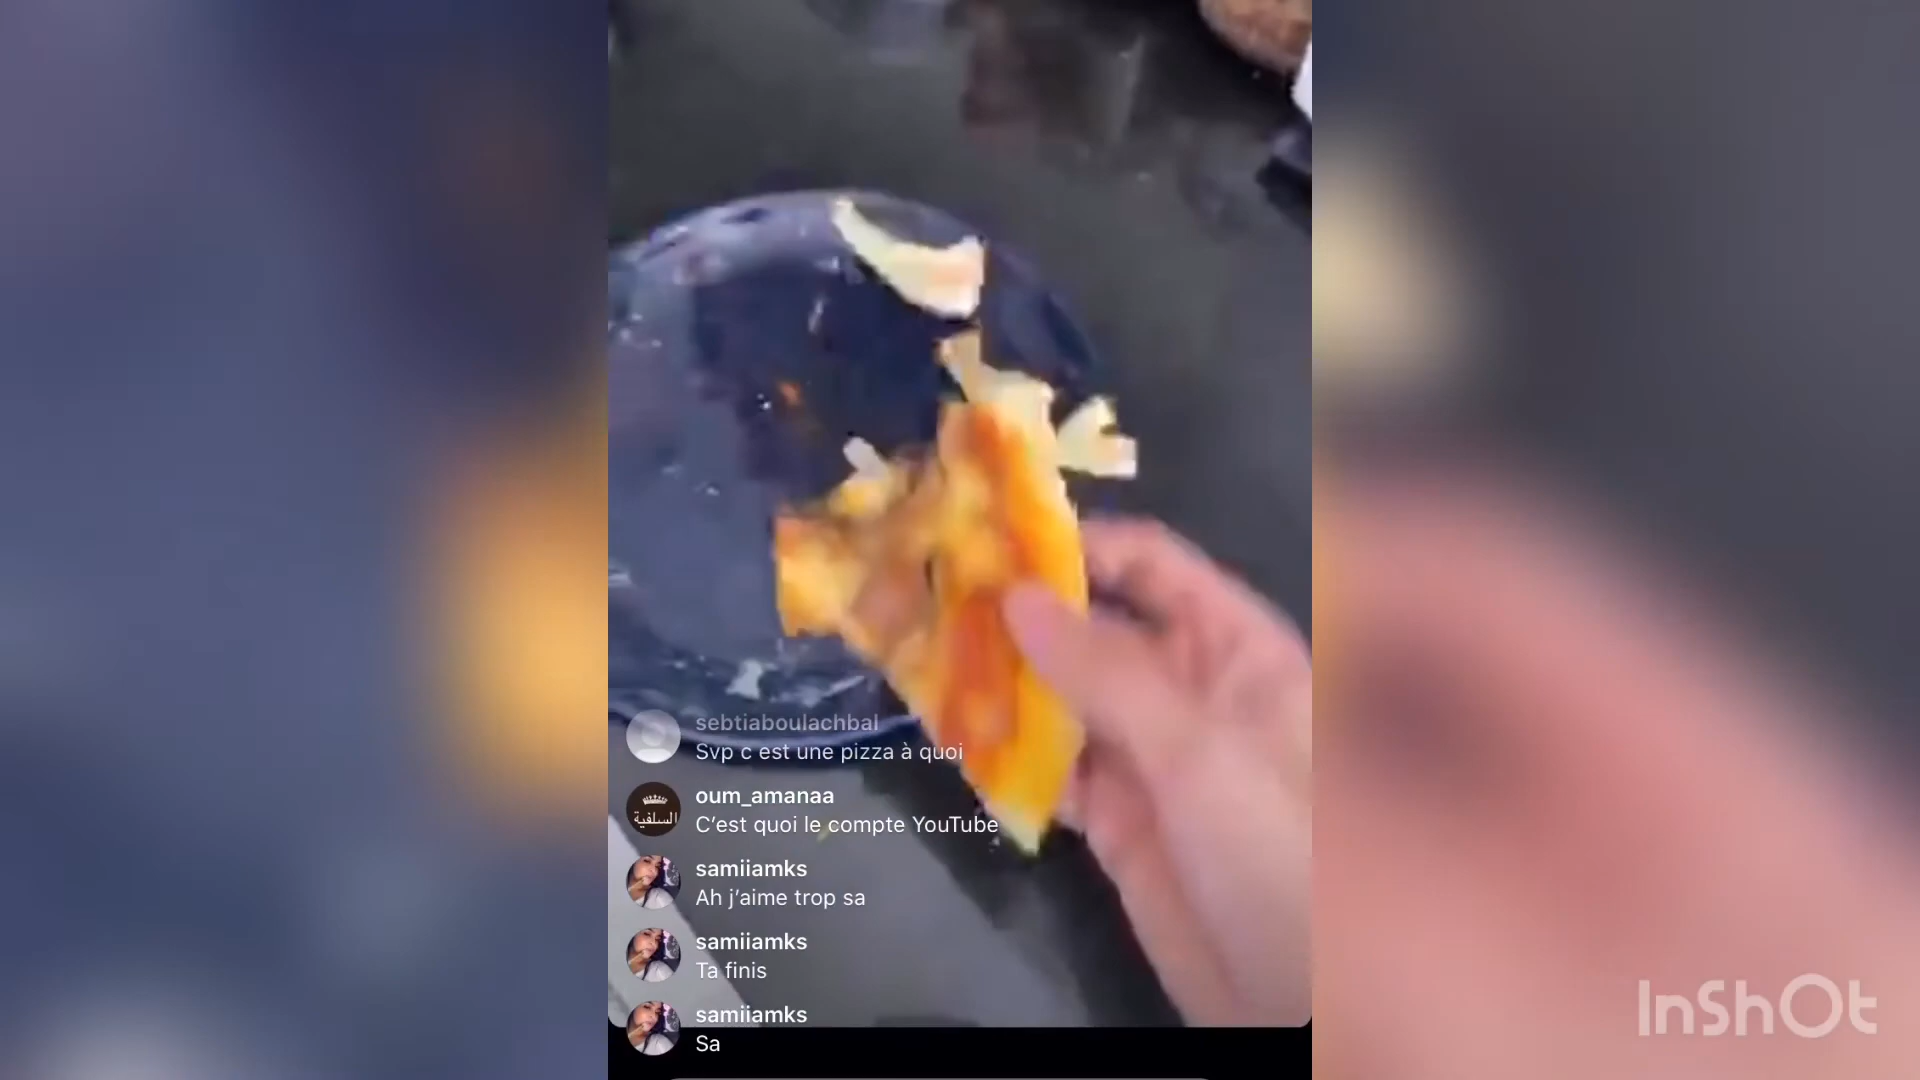 sebtiaboulachbal
Svp c est une pizza à quoi
oum_amanaa
السلفية
C’est quoi le compte YouTube
samiiamks
Ah j’aime trop sa
samiiamks
Ta finis
samiiamks
Sa
InShOt